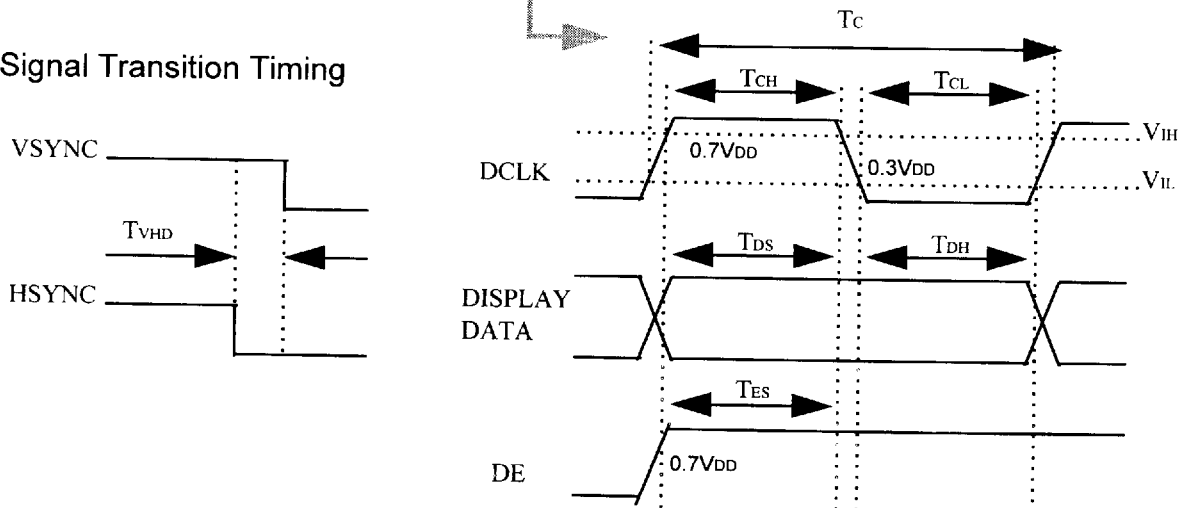 Signal Transition Timing
VSYNC
TVHD
HSYNC
TC
TCH
TCL
VIH
0.7VDD
0.3VDD
DCLK
VIL
TDS
TDH
DISPLAY
DATA
TES
0.7VDD
DE